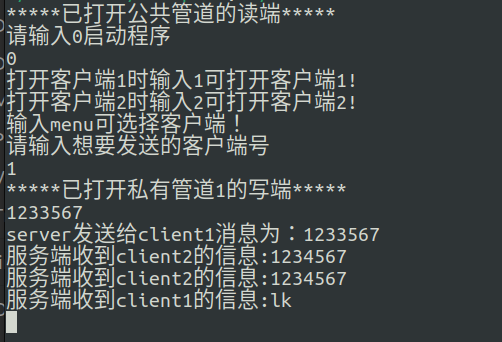 *****已打开公共管道的读端*****
请输入0启动程序
0
打开客户端1时输入1可打开客户端1!
打开客户端2时输入2可打开客户端2!
输入menu可选择客户端！
请输入想要发送的客户端号
1
*****已打开私有管道1的写端*****
1233567
server发送给client1消息为：1233567
服务端收到client2的信息:1234567
服务端收到client2的信息:1234567
服务端收到client1的信息:lk